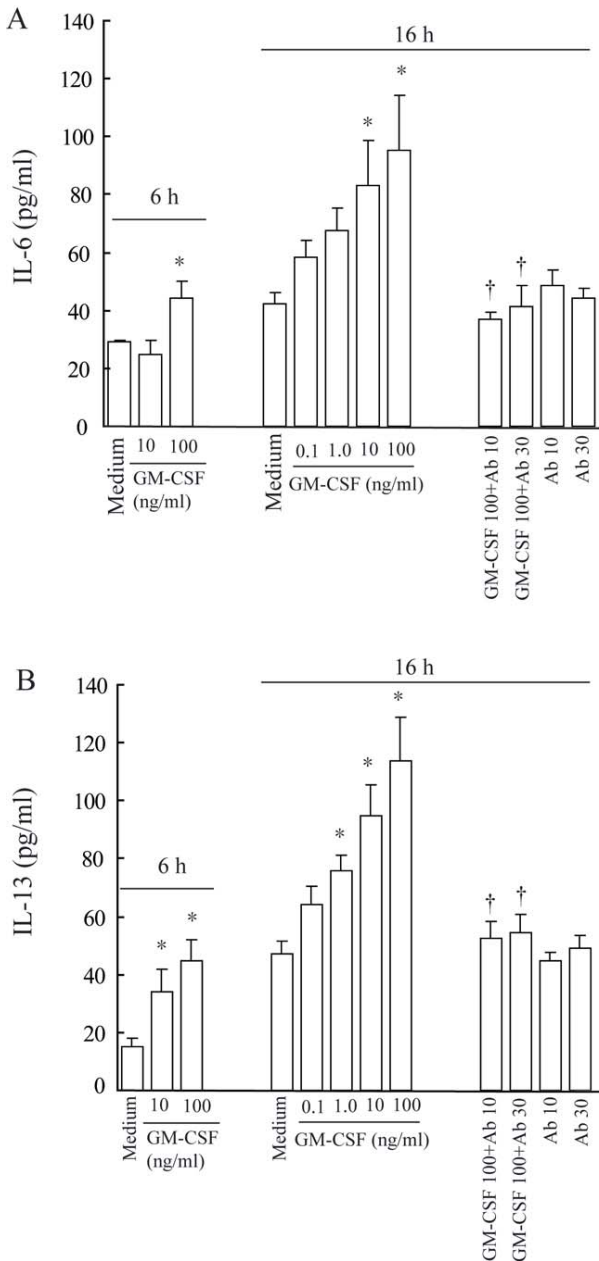 A
16 h
140
120
100
80
60
40
20
0
IL-6 (pg/ml)
6 h
*
*
*
†
†
Medium
10
100
GM-CSF
(ng/ml)
Medium
0.1
1.0
10
100
GM-CSF (ng/ml)
GM-CSF 100+Ab 10
GM-CSF 100+Ab 30
Ab 10
Ab 30
B
16 h
140
120
100
80
60
40
20
0
IL-13 (pg/ml)
6 h
*
*
*
*
*
†
†
Medium
10
100
GM-CSF
(ng/ml)
Medium
0.1
1.0
10
100
GM-CSF (ng/ml)
GM-CSF 100+Ab 10
GM-CSF 100+Ab 30
Ab 10
Ab 30